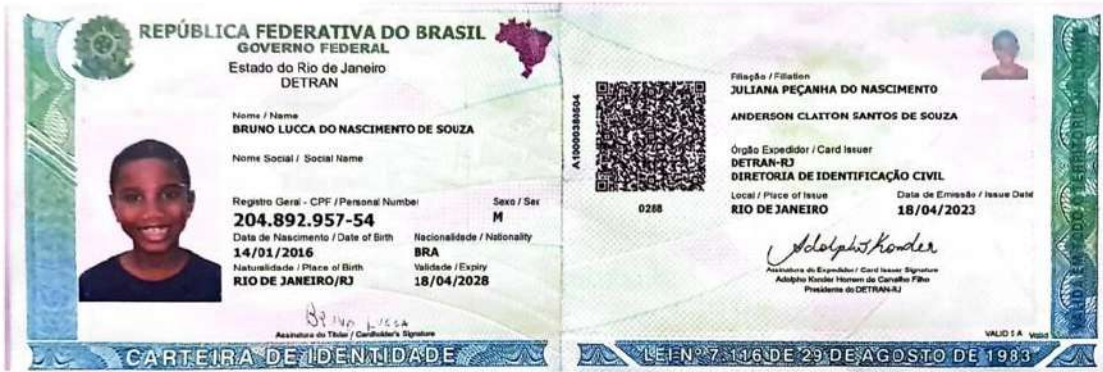 REPÚBLICA FEDERATIVA DO BRASIL
GOVERNO FEDERAL
Estado do Rio de Janeiro
DETRAN
Nome / Name
BRUNO LUCCA DO NASCIMENTO DE SOUZA
Nome Social / Social Name
Registro Geral - CPF / Personal Number
Sexo / Sex
204.892.957-54
M
Data de Nascimento / Date of Birth
Nacionalidade / Nationality
14/01/2016
BRA
Naturalidade / Place of Birth
Validade / Expiry
RIO DE JANEIRO/RJ
18/04/2028
Assinatura do Titular / Cardholder's Signature
CARTEIRA DE IDENTIDADE
A10000380604
0288
Filiação / Filiation
JULIANA PEÇANHA DO NASCIMENTO
ANDERSON CLAITON SANTOS DE SOUZA
Órgão Expedidor / Card Issuer
DETRAN-RJ
DIRETORIA DE IDENTIFICAÇÃO CIVIL
Local / Place of Issue
Data de Emissão / Issue Date
RIO DE JANEIRO
18/04/2023
Assinatura do Expedidor / Card Issuer Signature
Adolpho Konder Homem de Carvalho Filho
Presidente do DETRAN-RJ
VALID 5 A
LEI Nº 7.116 DE 29 DE AGOSTO DE 1983